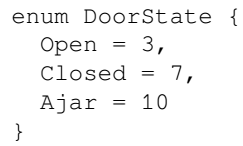 enum DoorState {
  Open = 3,
  Closed = 7,
  Ajar = 10
}